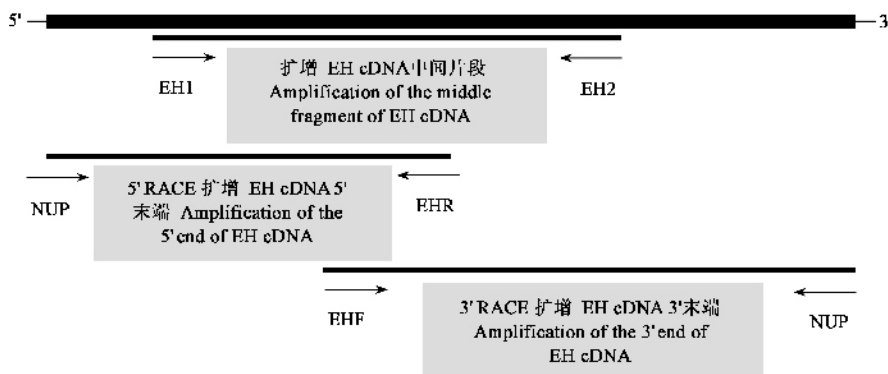 5' 3
扩增 EH cDNA中间片段
EH1 Amplification of the middle EH2
fragment of EH cDNA
5' RACE 扩增 EH cDNA 5'
NUP 末端 Amplification of the EHR
5' end of EH cDNA
3' RACE 扩增 EH cDNA 3'末端
EHF Amplification of the 3' end of NUP
EH cDNA